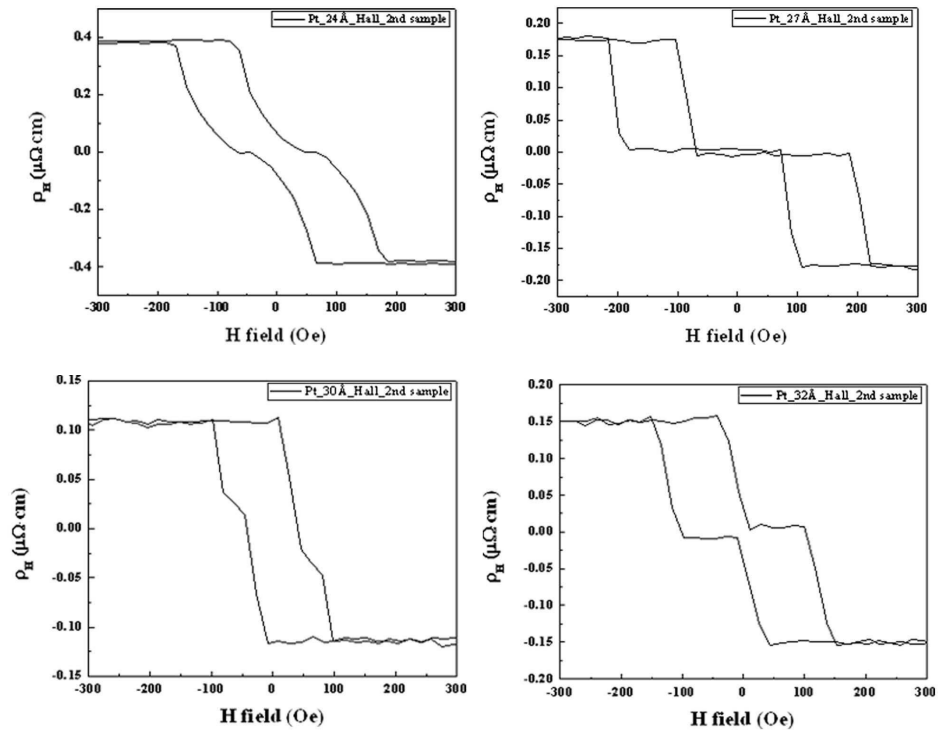 Pt_24Å_Hall_2nd sample
0.4
0.2
0.0
-0.2
-0.4
ρH (μΩ·cm)
-300 -200 -100 0 100 200 300
H field (Oe)
Pt_27Å_Hall_2nd sample
0.20
0.15
0.10
0.05
0.00
-0.05
-0.10
-0.15
-0.20
ρH (μΩ·cm)
-300 -200 -100 0 100 200 300
H field (Oe)
Pt_30Å_Hall_2nd sample
0.15
0.10
0.05
0.00
-0.05
-0.10
-0.15
ρH (μΩ·cm)
-300 -200 -100 0 100 200 300
H field (Oe)
Pt_32Å_Hall_2nd sample
0.20
0.15
0.10
0.05
0.00
-0.05
-0.10
-0.15
-0.20
ρH (μΩ·cm)
-300 -200 -100 0 100 200 300
H field (Oe)